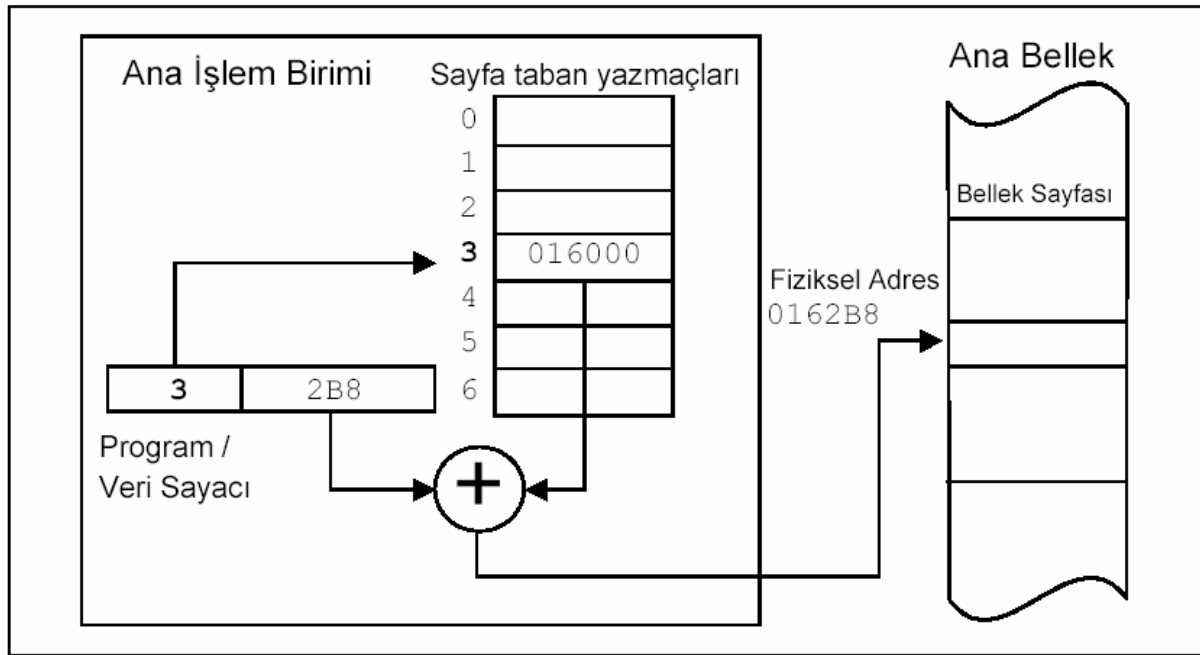 Ana İşlem Birimi
Sayfa taban yazmaçları
0
1
2
3
016000
4
5
6
3
2B8
Program /
Veri Sayacı
+
Fiziksel Adres
0162B8
Ana Bellek
Bellek Sayfası